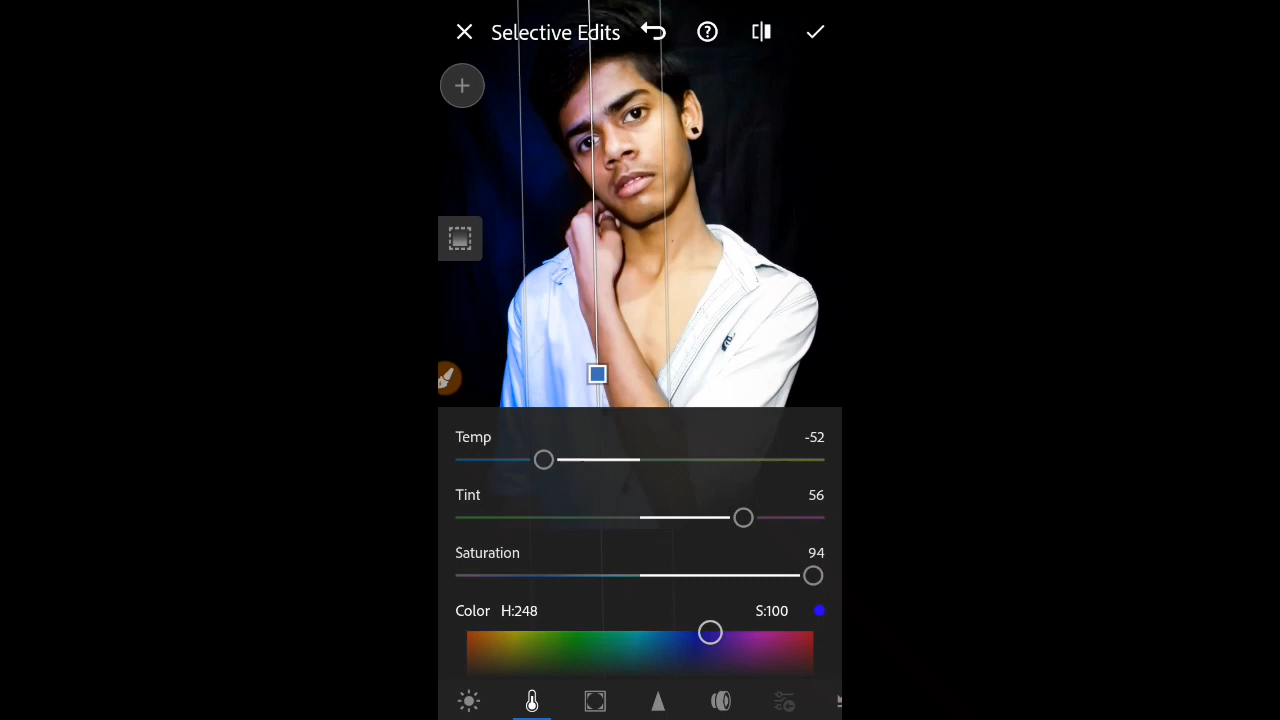 Selective Edits
Temp -52
Tint 56
Saturation 94
Color H:248 S:100